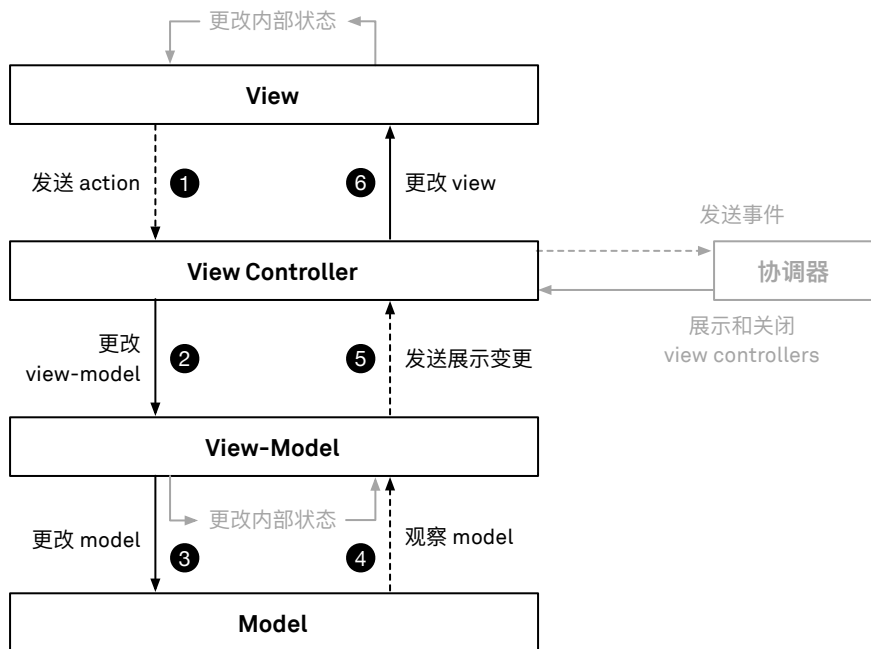 更改内部状态
View
发送 action
1
6
更改 view
发送事件
View Controller
协调器
更改
view-model
2
5
发送展示变更
展示和关闭
view controllers
View-Model
更改内部状态
更改 model
3
4
观察 model
Model